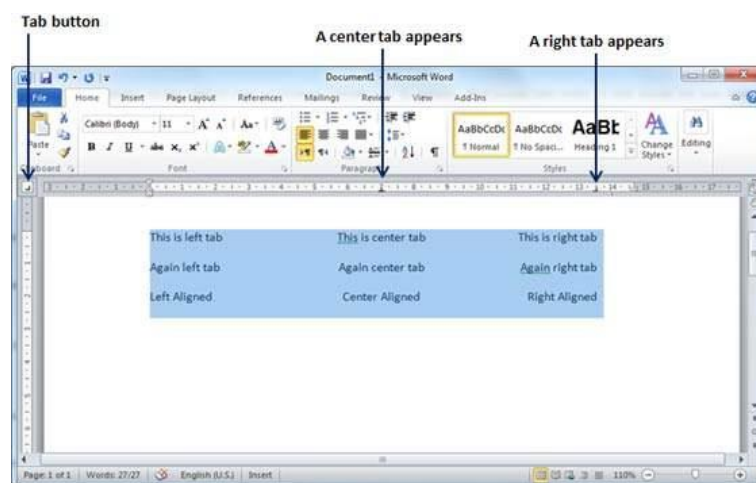 Tab button
A center tab appears
A right tab appears
Document1 - Microsoft Word
File Home Insert Page Layout References Mailings Review View Add-Ins
Calibri (Body) 11
Paste
B I U abc x₂ x²
AaBbCcDc AaBbCcDc AaBt
¶ Normal ¶ No Spaci... Heading 1
Change Styles
Editing
Clipboard Font Paragraph Styles
This is left tab This is center tab This is right tab
Again left tab Again center tab Again right tab
Left Aligned Center Aligned Right Aligned
Page: 1 of 1 Words: 27/27 English (U.S.) Insert 110%